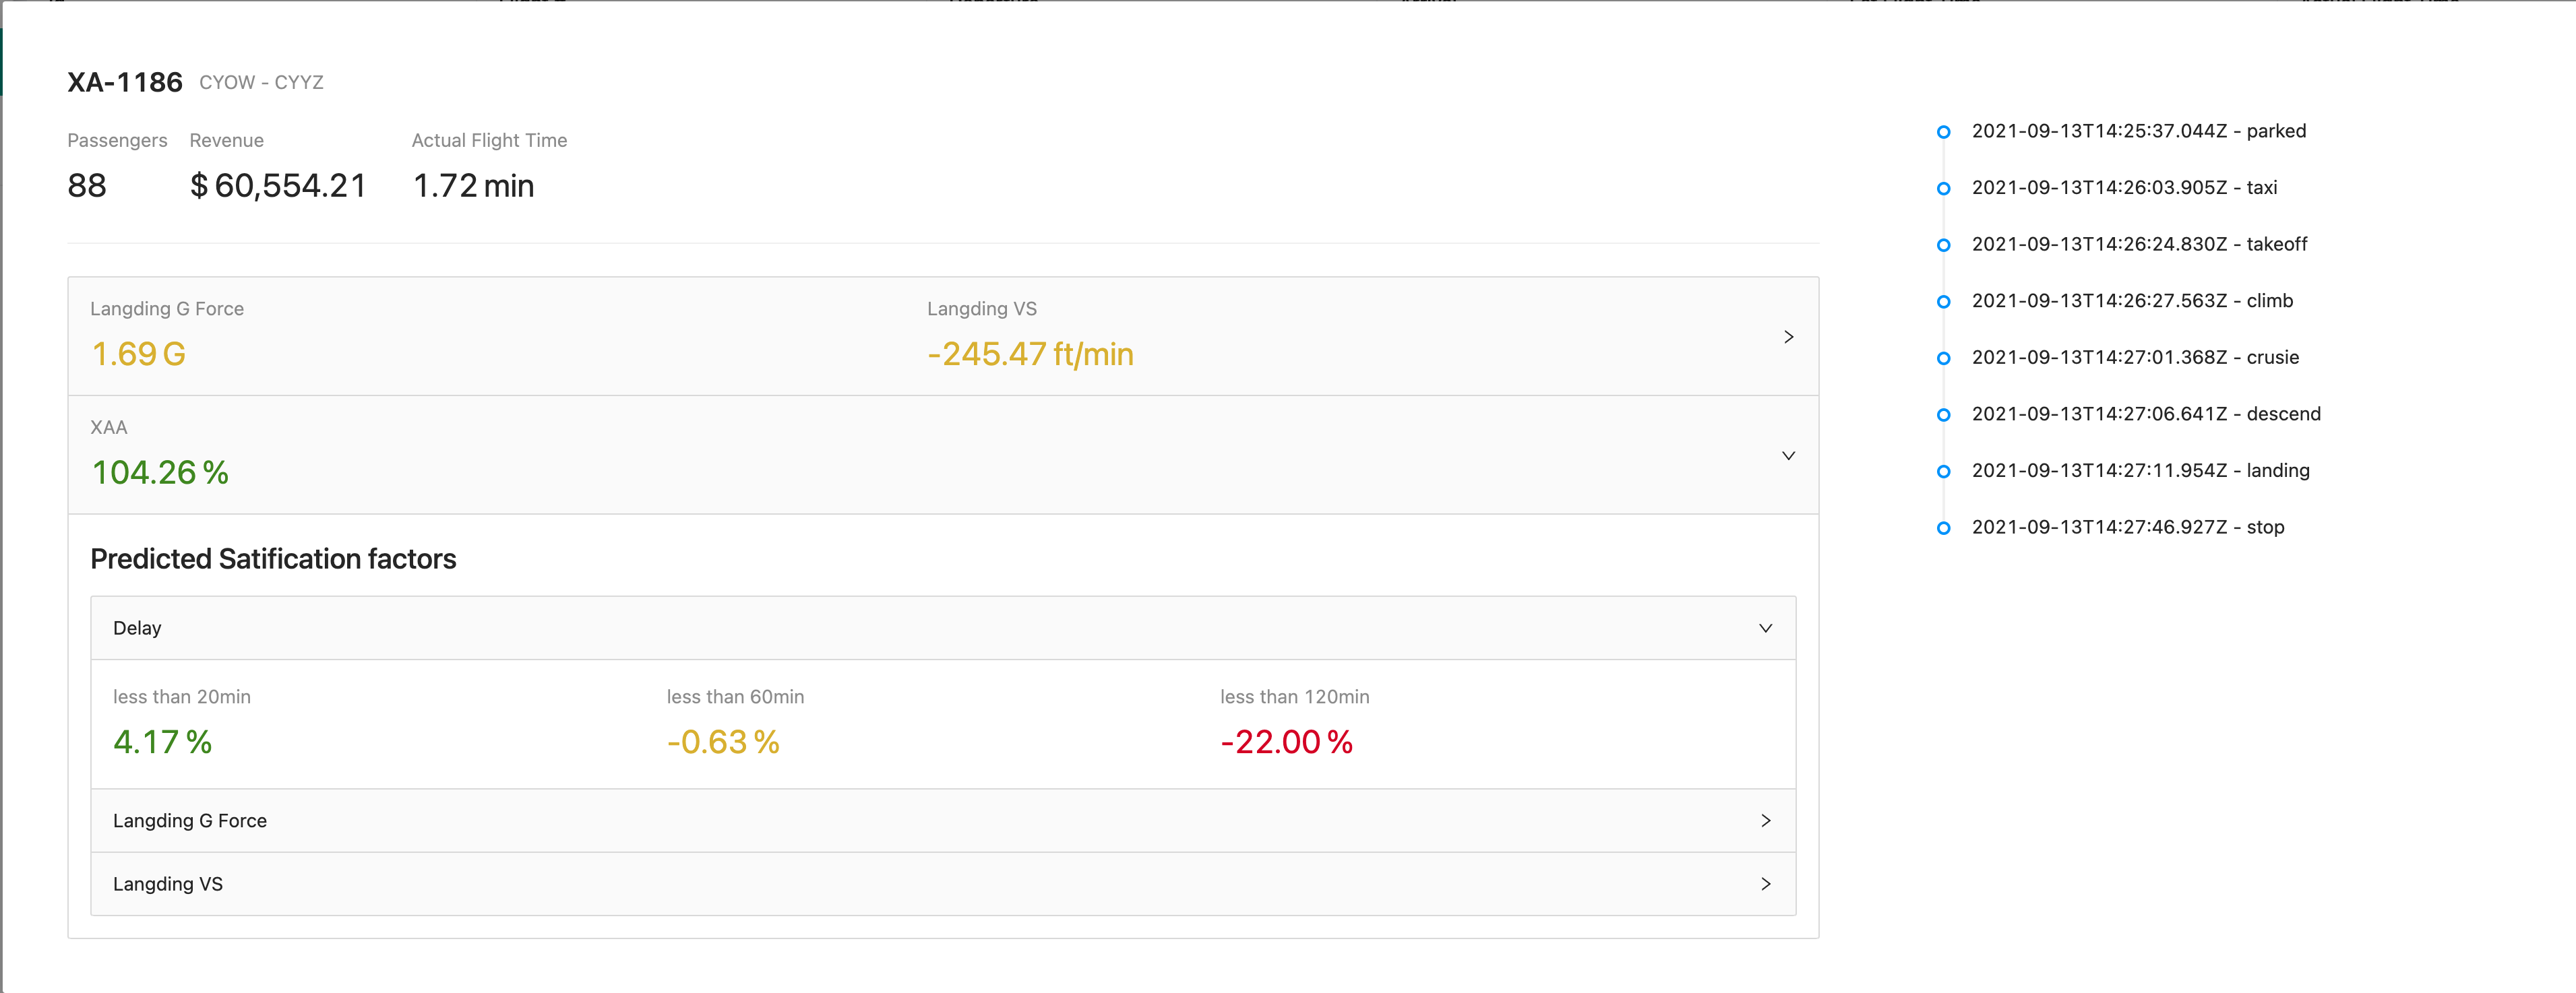 XA-1186 CYOW - CYYZ
Passengers Revenue Actual Flight Time
88 $ 60,554.21 1.72 min
Langding G Force Langding VS
1.69 G -245.47 ft/min
XAA
104.26 %
Predicted Satification factors
Delay
less than 20min less than 60min less than 120min
4.17 % -0.63 % -22.00 %
Langding G Force
Langding VS
2021-09-13T14:25:37.044Z - parked
2021-09-13T14:26:03.905Z - taxi
2021-09-13T14:26:24.830Z - takeoff
2021-09-13T14:26:27.563Z - climb
2021-09-13T14:27:01.368Z - crusie
2021-09-13T14:27:06.641Z - descend
2021-09-13T14:27:11.954Z - landing
2021-09-13T14:27:46.927Z - stop